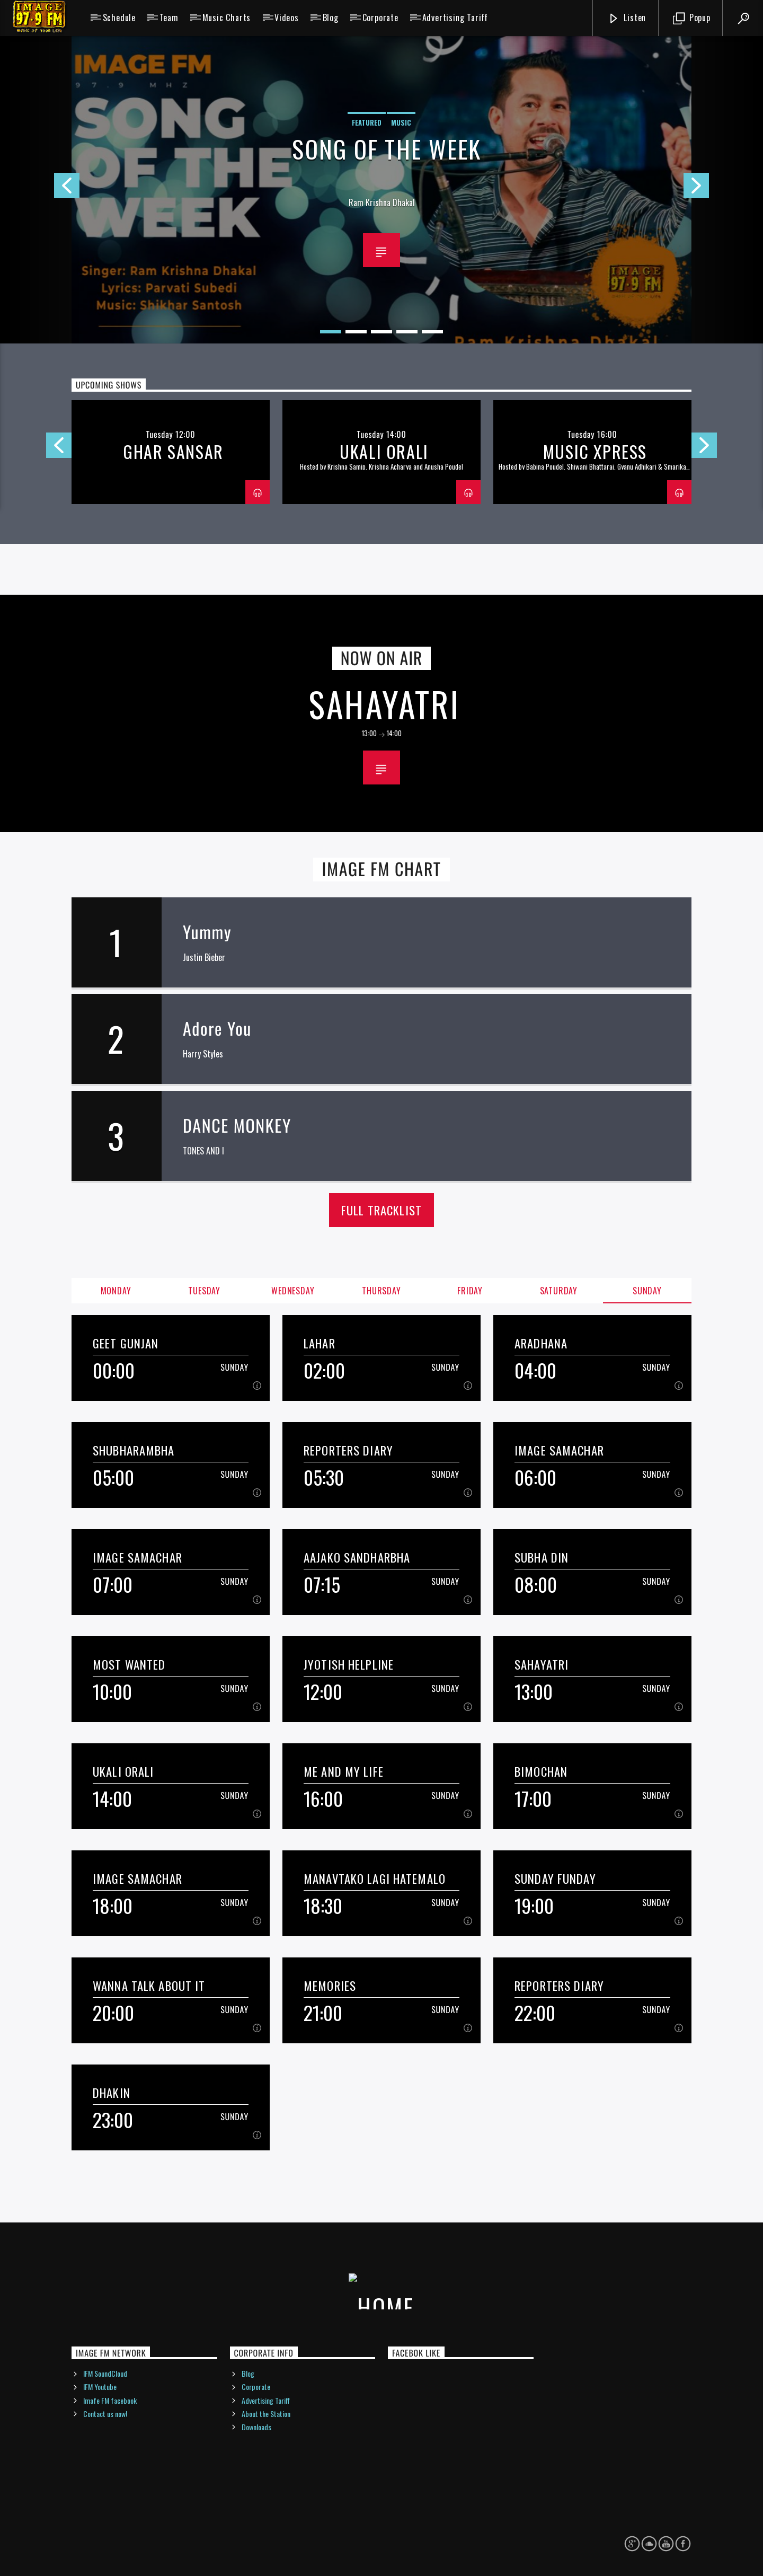 IMAGE
97.9 FM
MUSIC OF YOUR LIFE
Schedule
Team
Music Charts
Videos
Blog
Corporate
Advertising Tariff
Listen
Popup
IMAGE FM
97.9 MHZ
SONG OF THE WEEK
Singer: Ram Krishna Dhakal
Lyrics: Parvati Subedi
Music: Shikhar Santosh
IMAGE
97.9 FM
Ram Krishna Dhakal
FEATURED MUSIC
SONG OF THE WEEK
Ram Krishna Dhakal
UPCOMING SHOWS
Tuesday 12:00
GHAR SANSAR
Tuesday 14:00
UKALI ORALI
Hosted by Krishna Samip, Krishna Acharya and Anusha Poudel
Tuesday 16:00
MUSIC XPRESS
Hosted by Babina Poudel, Shiwani Bhattarai, Gyanu Adhikari & Smarika...
NOW ON AIR
SAHAYATRI
13:00 → 14:00
IMAGE FM CHART
1
Yummy
Justin Bieber
2
Adore You
Harry Styles
3
DANCE MONKEY
TONES AND I
FULL TRACKLIST
MONDAY
TUESDAY
WEDNESDAY
THURSDAY
FRIDAY
SATURDAY
SUNDAY
GEET GUNJAN
00:00 SUNDAY
LAHAR
02:00 SUNDAY
ARADHANA
04:00 SUNDAY
SHUBHARAMBHA
05:00 SUNDAY
REPORTERS DIARY
05:30 SUNDAY
IMAGE SAMACHAR
06:00 SUNDAY
IMAGE SAMACHAR
07:00 SUNDAY
AAJAKO SANDHARBHA
07:15 SUNDAY
SUBHA DIN
08:00 SUNDAY
MOST WANTED
10:00 SUNDAY
JYOTISH HELPLINE
12:00 SUNDAY
SAHAYATRI
13:00 SUNDAY
UKALI ORALI
14:00 SUNDAY
ME AND MY LIFE
16:00 SUNDAY
BIMOCHAN
17:00 SUNDAY
IMAGE SAMACHAR
18:00 SUNDAY
MANAVTAKO LAGI HATEMALO
18:30 SUNDAY
SUNDAY FUNDAY
19:00 SUNDAY
WANNA TALK ABOUT IT
20:00 SUNDAY
MEMORIES
21:00 SUNDAY
REPORTERS DIARY
22:00 SUNDAY
DHAKIN
23:00 SUNDAY
HOME
IMAGE FM NETWORK
IFM SoundCloud
IFM Youtube
Imafe FM facebook
Contact us now!
CORPORATE INFO
Blog
Corporate
Advertising Tariff
About the Station
Downloads
FACEBOK LIKE